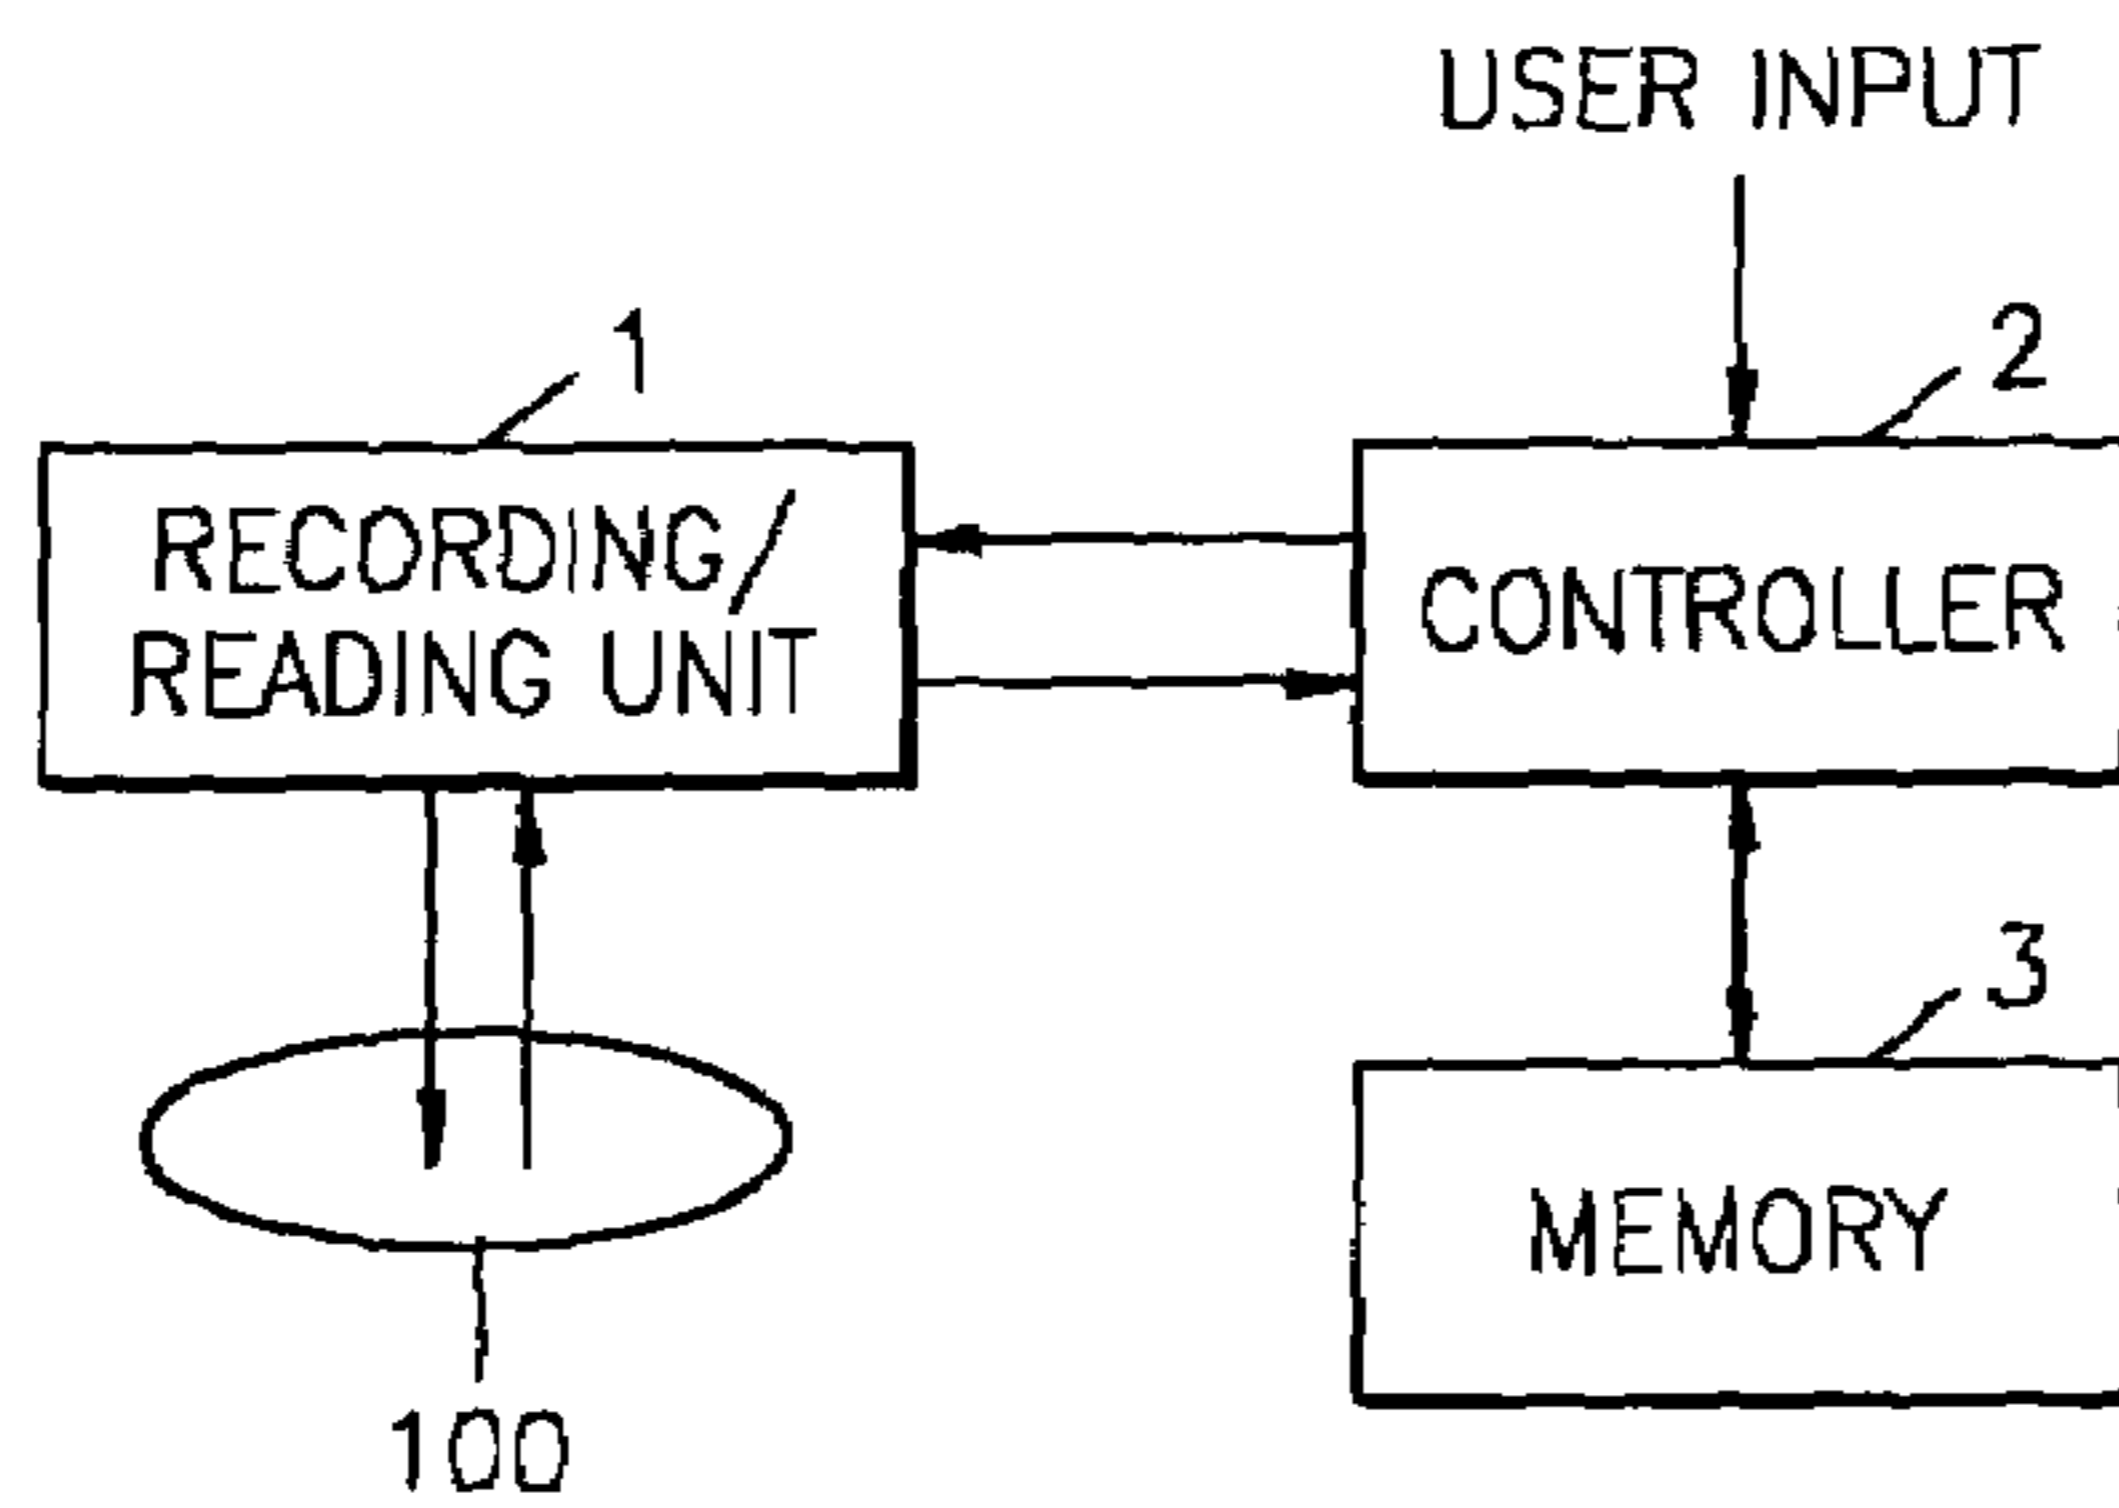 USER INPUT
1
2
RECORDING/
READING UNIT
CONTROLLER
3
MEMORY
100